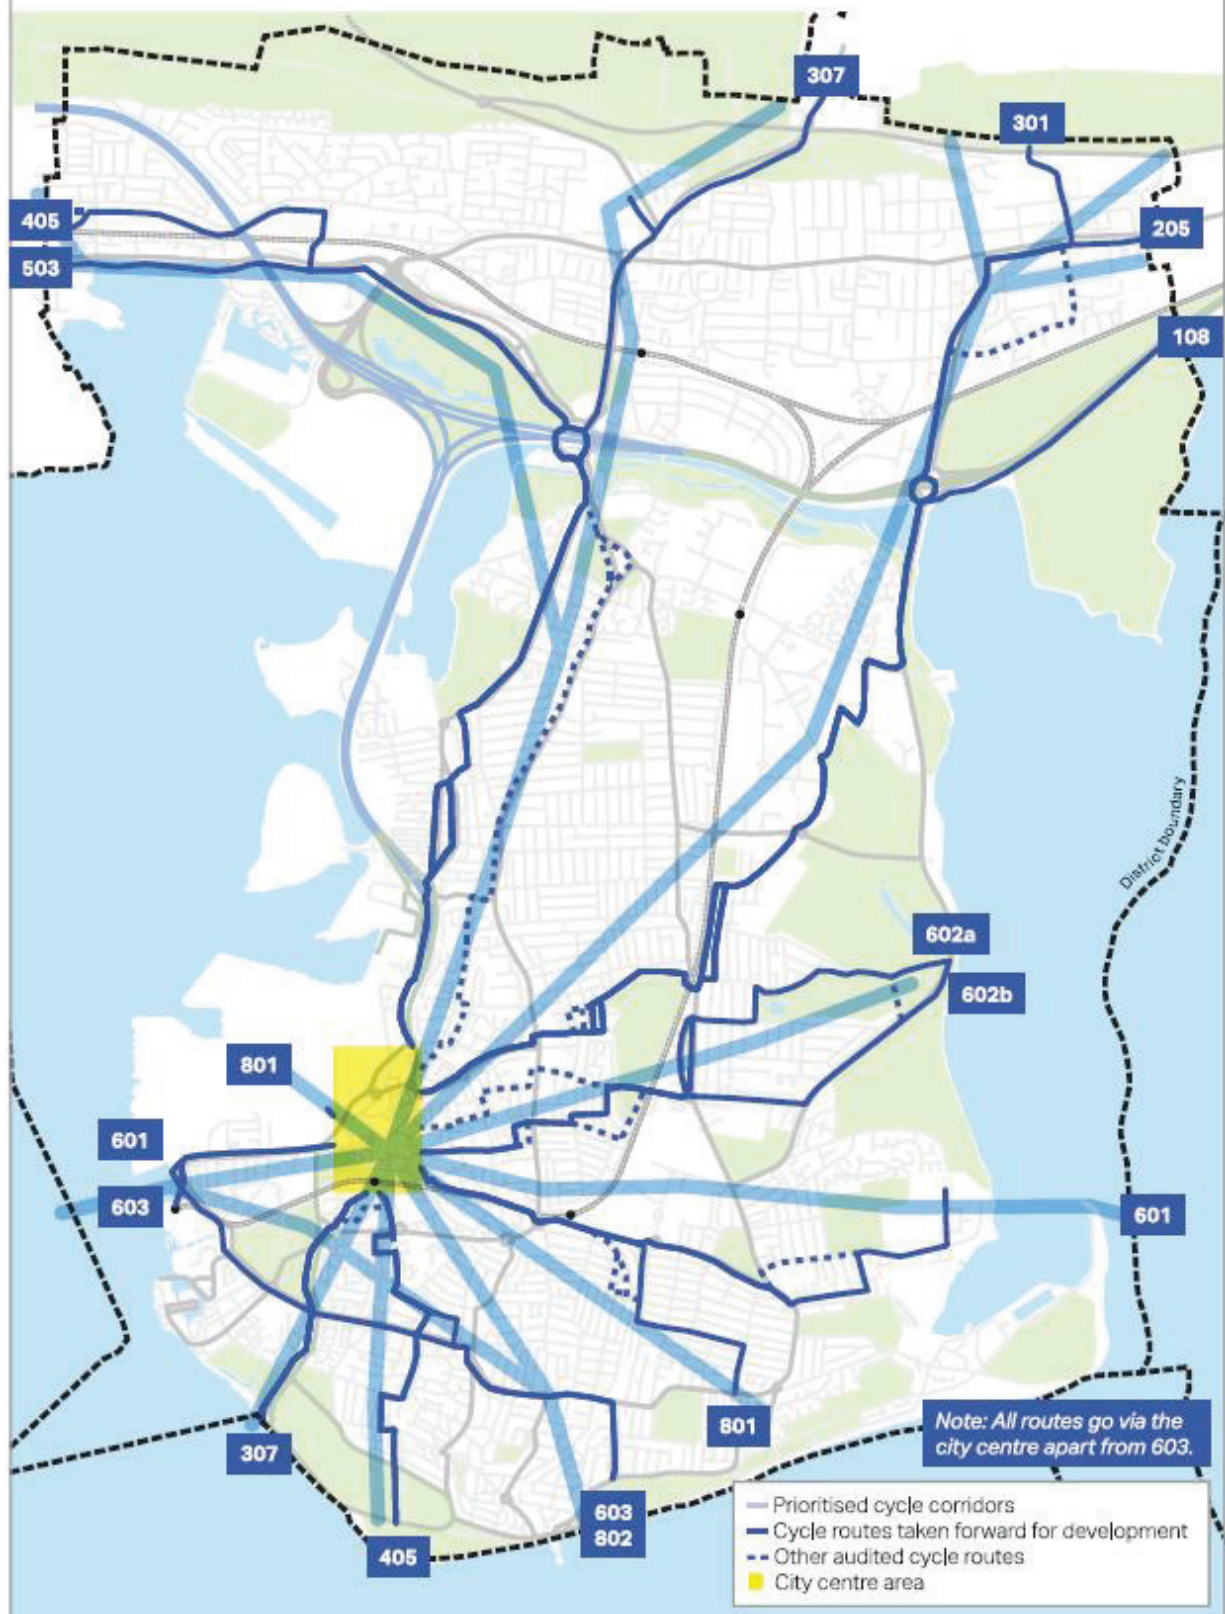 307
301
405
205
503
108
District boundary
602a
602b
801
601
603
601
801
Note: All routes go via the
city centre apart from 603.
307
603
802
405
Prioritised cycle corridors
Cycle routes taken forward for development
Other audited cycle routes
City centre area